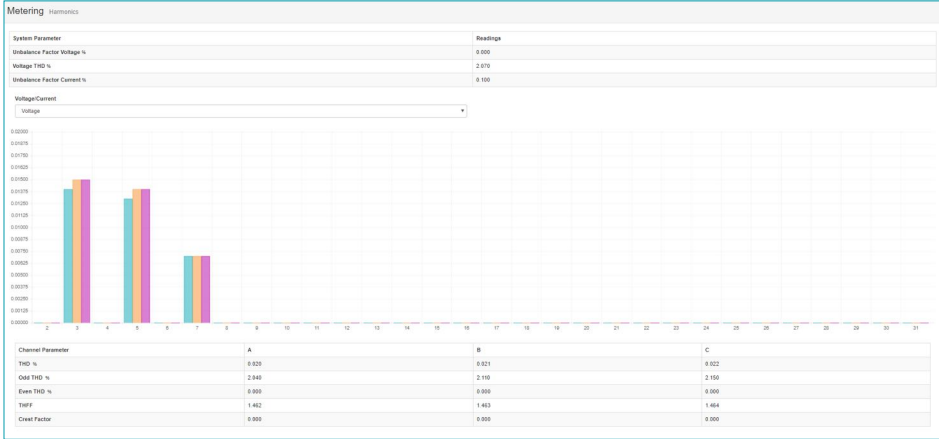 Metering Harmonics
System Parameter Readings
Unbalance Factor Voltage % 0.000
Voltage THD % 2.070
Unbalance Factor Current % 0.100
Voltage/Current
Voltage
0.02000
0.01875
0.01750
0.01625
0.01500
0.01375
0.01250
0.01125
0.01000
0.00875
0.00750
0.00625
0.00500
0.00375
0.00250
0.00125
0.00000
2 3 4 5 6 7 8 9 10 11 12 13 14 15 16 17 18 19 20 21 22 23 24 25 26 27 28 29 30 31
Channel Parameter A B C
THD % 0.020 0.021 0.022
Odd THD % 2.040 2.110 2.150
Even THD % 0.000 0.000 0.000
THFF 1.462 1.463 1.464
Crest Factor 0.000 0.000 0.000